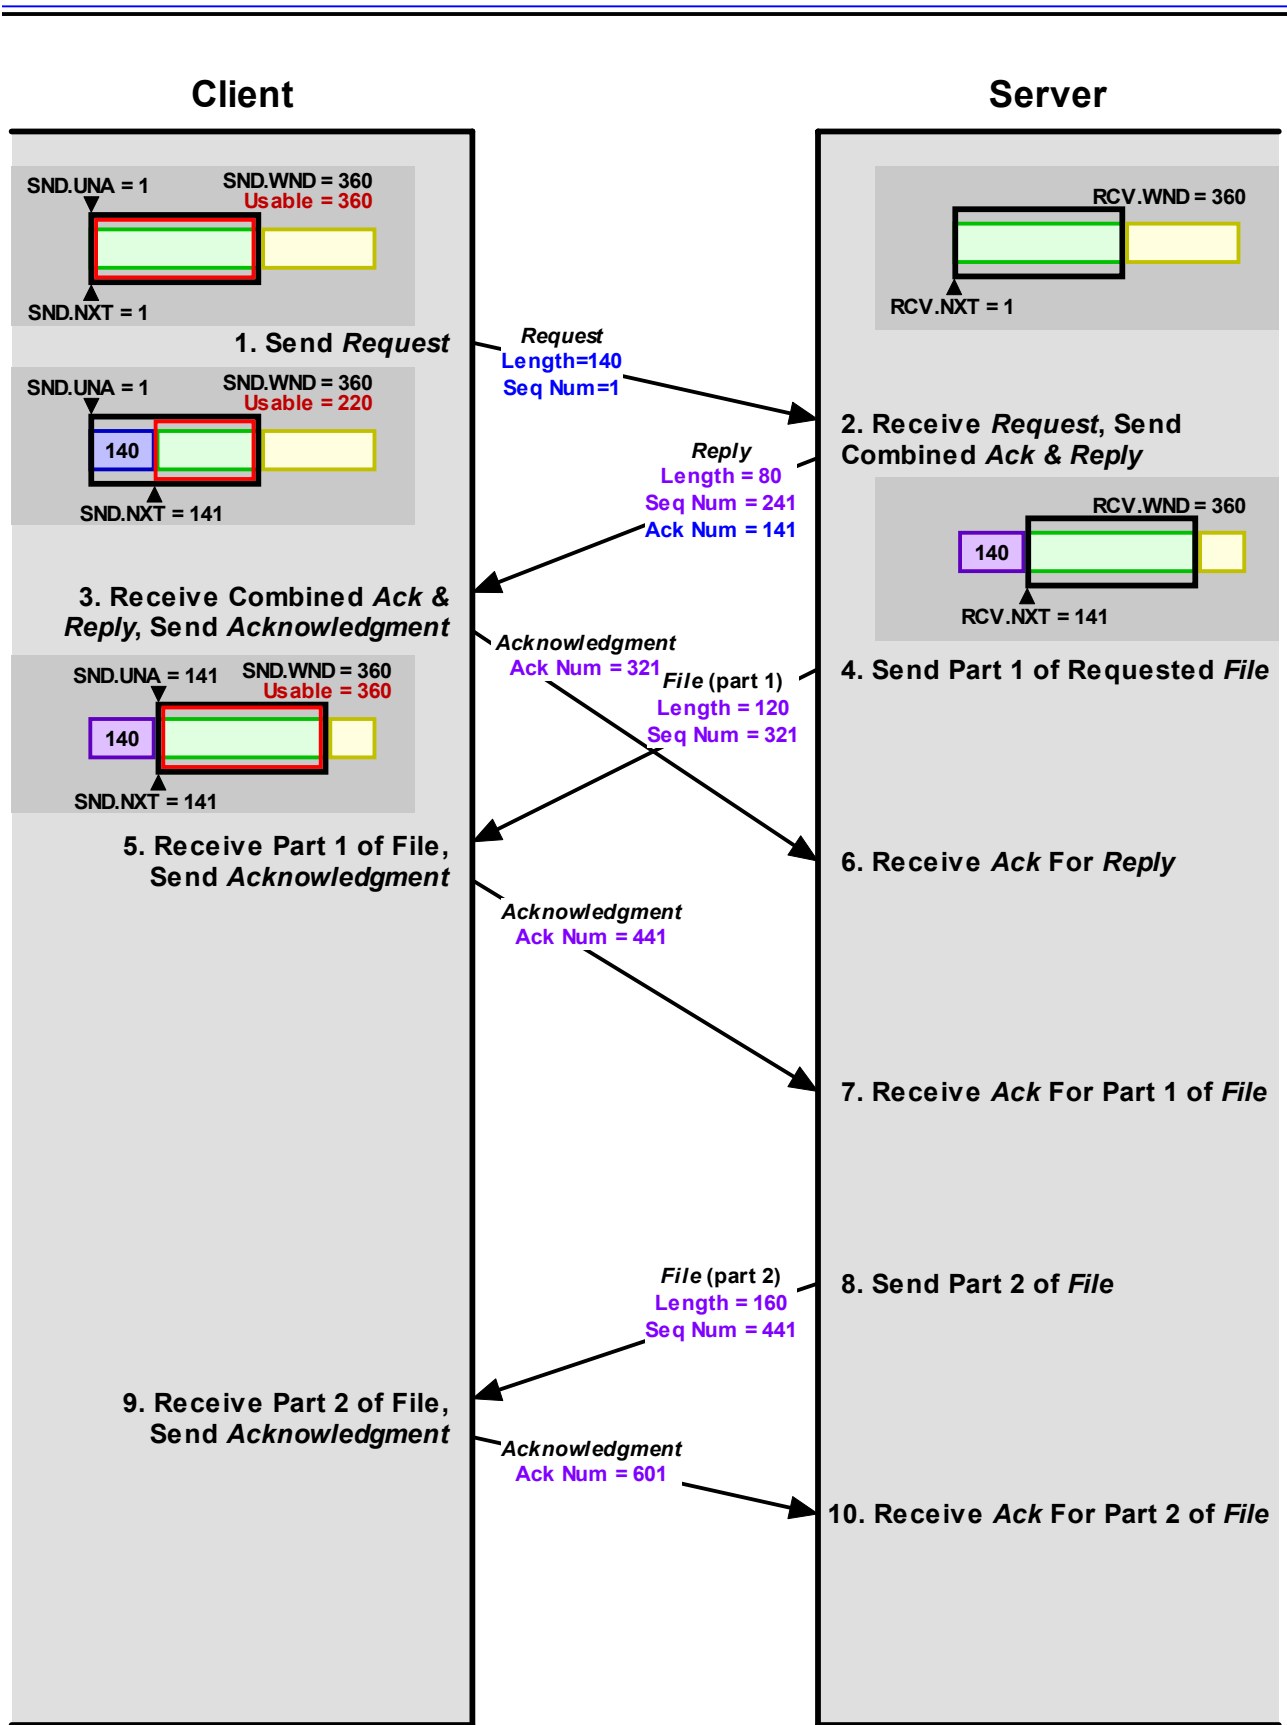 Client
Server
SND.UNA = 1
SND.WND = 360
Usable = 360
SND.NXT = 1
RCV.WND = 360
RCV.NXT = 1
1. Send Request
Request
Length=140
Seq Num=1
SND.UNA = 1
SND.WND = 360
Usable = 220
140
SND.NXT = 141
2. Receive Request, Send
Combined Ack & Reply
Reply
Length = 80
Seq Num = 241
Ack Num = 141
RCV.WND = 360
140
RCV.NXT = 141
3. Receive Combined Ack &
Reply, Send Acknowledgment
Acknowledgment
Ack Num = 321
SND.UNA = 141
SND.WND = 360
Usable = 360
140
SND.NXT = 141
4. Send Part 1 of Requested File
File (part 1)
Length = 120
Seq Num = 321
5. Receive Part 1 of File,
Send Acknowledgment
6. Receive Ack For Reply
Acknowledgment
Ack Num = 441
7. Receive Ack For Part 1 of File
8. Send Part 2 of File
File (part 2)
Length = 160
Seq Num = 441
9. Receive Part 2 of File,
Send Acknowledgment
Acknowledgment
Ack Num = 601
10. Receive Ack For Part 2 of File